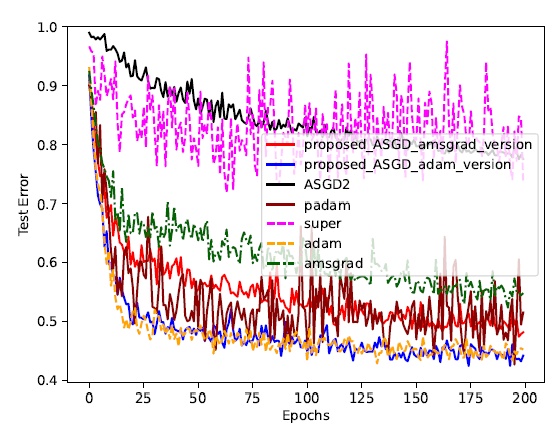 1.0
0.9
0.8
0.7
0.6
0.5
0.4
Test Error
proposed_ASGD_amsgrad_version
proposed_ASGD_adam_version
ASGD2
padam
super
adam
amsgrad
0 25 50 75 100 125 150 175 200
Epochs